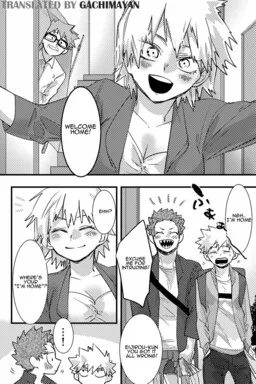 TRANSLATED BY GACHIMAYAN
WELCOME
HOME!
NGH..
I'M HOME
EXCUSE
ME FOR
INTRUDING!
EHH?
WHERE'S
YOUR
"I'M HOME"?
EIJIROU-KUN
YOU GOT IT
ALL WRONG!